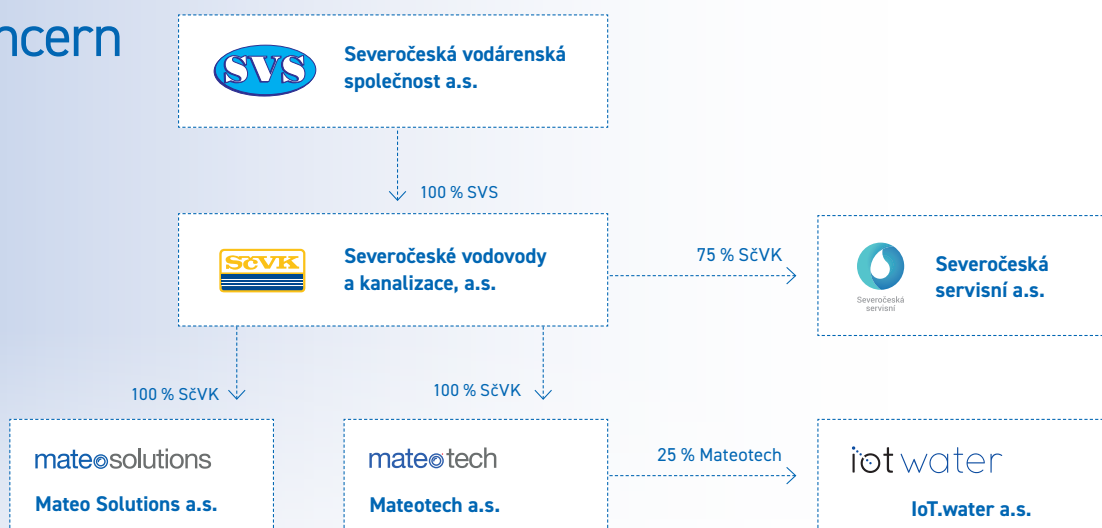 ncern
SVS
Severočeská vodárenská
společnost a.s.
100 % SVS
SčVK
Severočeské vodovody
a kanalizace, a.s.
75 % SčVK
Severočeská
servisní
Severočeská
servisní a.s.
100 % SčVK
100 % SčVK
mateosolutions
Mateo Solutions a.s.
mateotech
Mateotech a.s.
25 % Mateotech
iot water
IoT.water a.s.